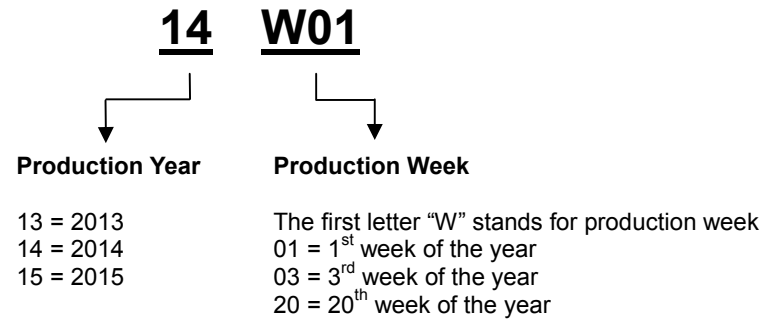 14 W01
Production Year Production Week
13 = 2013 The first letter “W” stands for production week
14 = 2014 01 = 1st week of the year
15 = 2015 03 = 3rd week of the year
20 = 20th week of the year